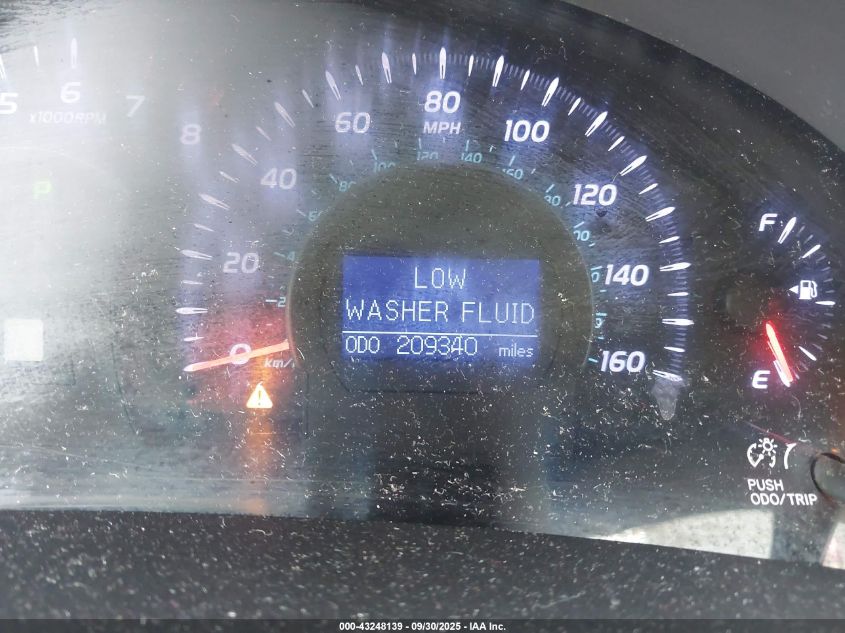 5 6 7 8
x1000RPM
P
0 20 40 60 80 100 120 140 160
MPH
km/h
LOW
WASHER FLUID
ODO 209340 miles
F
E
PUSH
ODO/TRIP
000-43248139 - 09/30/2025 - IAA Inc.